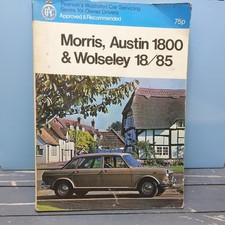 Pearson's Illustrated Car Servicing
Series for Owner Drivers
Approved & Recommended
75p
Morris, Austin 1800
& Wolseley 18/85